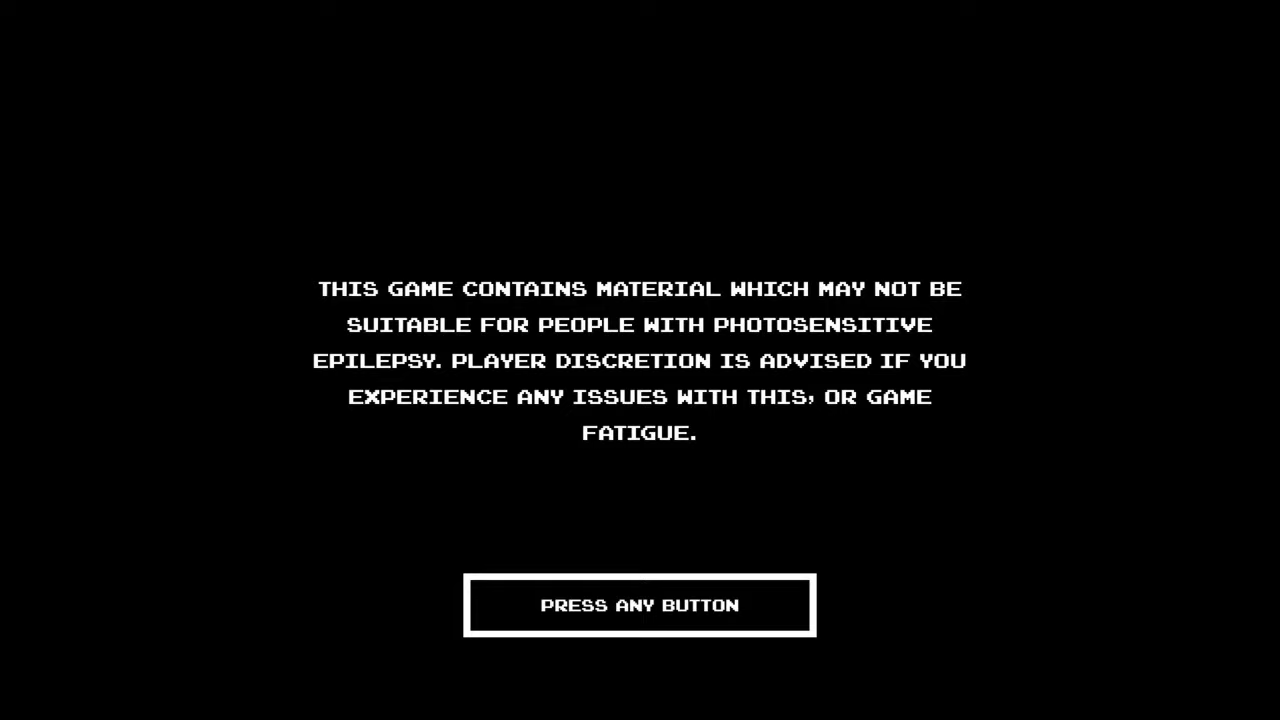 THIS GAME CONTAINS MATERIAL WHICH MAY NOT BE
SUITABLE FOR PEOPLE WITH PHOTOSENSITIVE
EPILEPSY. PLAYER DISCRETION IS ADVISED IF YOU
EXPERIENCE ANY ISSUES WITH THIS, OR GAME
FATIGUE.
PRESS ANY BUTTON